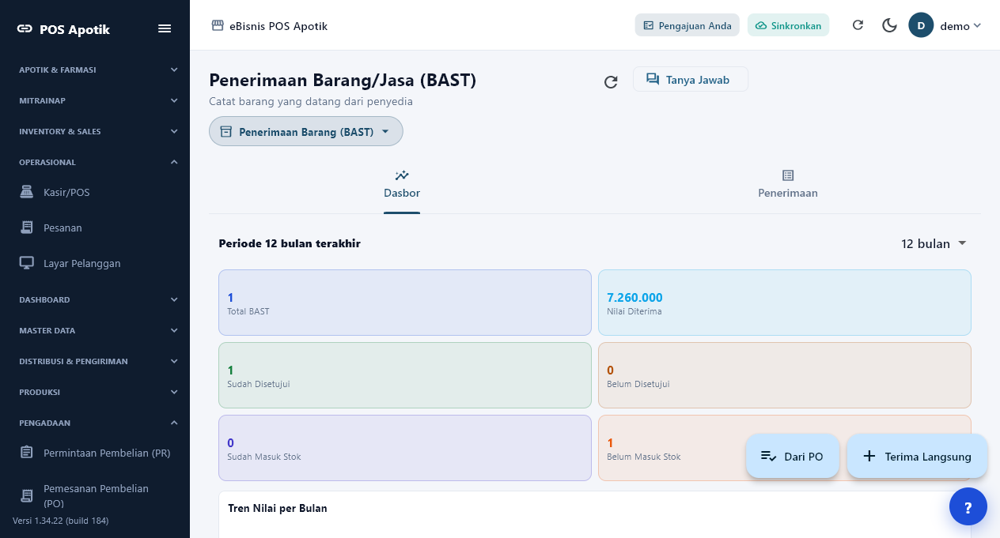 POS Apotik
APOTIK & FARMASI
MITRAINAP
INVENTORY & SALES
OPERASIONAL
Kasir/POS
Pesanan
Layar Pelanggan
DASHBOARD
MASTER DATA
DISTRIBUSI & PENGIRIMAN
PRODUKSI
PENGADAAN
Permintaan Pembelian (PR)
Pemesanan Pembelian
(PO)
Versi 1.34.22 (build 184)
eBisnis POS Apotik
Pengajuan Anda
Sinkronkan
D
demo
Penerimaan Barang/Jasa (BAST)
Catat barang yang datang dari penyedia
Tanya Jawab
Penerimaan Barang (BAST)
Dasbor
Penerimaan
Periode 12 bulan terakhir
12 bulan
1
Total BAST
7.260.000
Nilai Diterima
1
Sudah Disetujui
0
Belum Disetujui
0
Sudah Masuk Stok
1
Belum Masuk Stok
Dari PO
Terima Langsung
Tren Nilai per Bulan
?